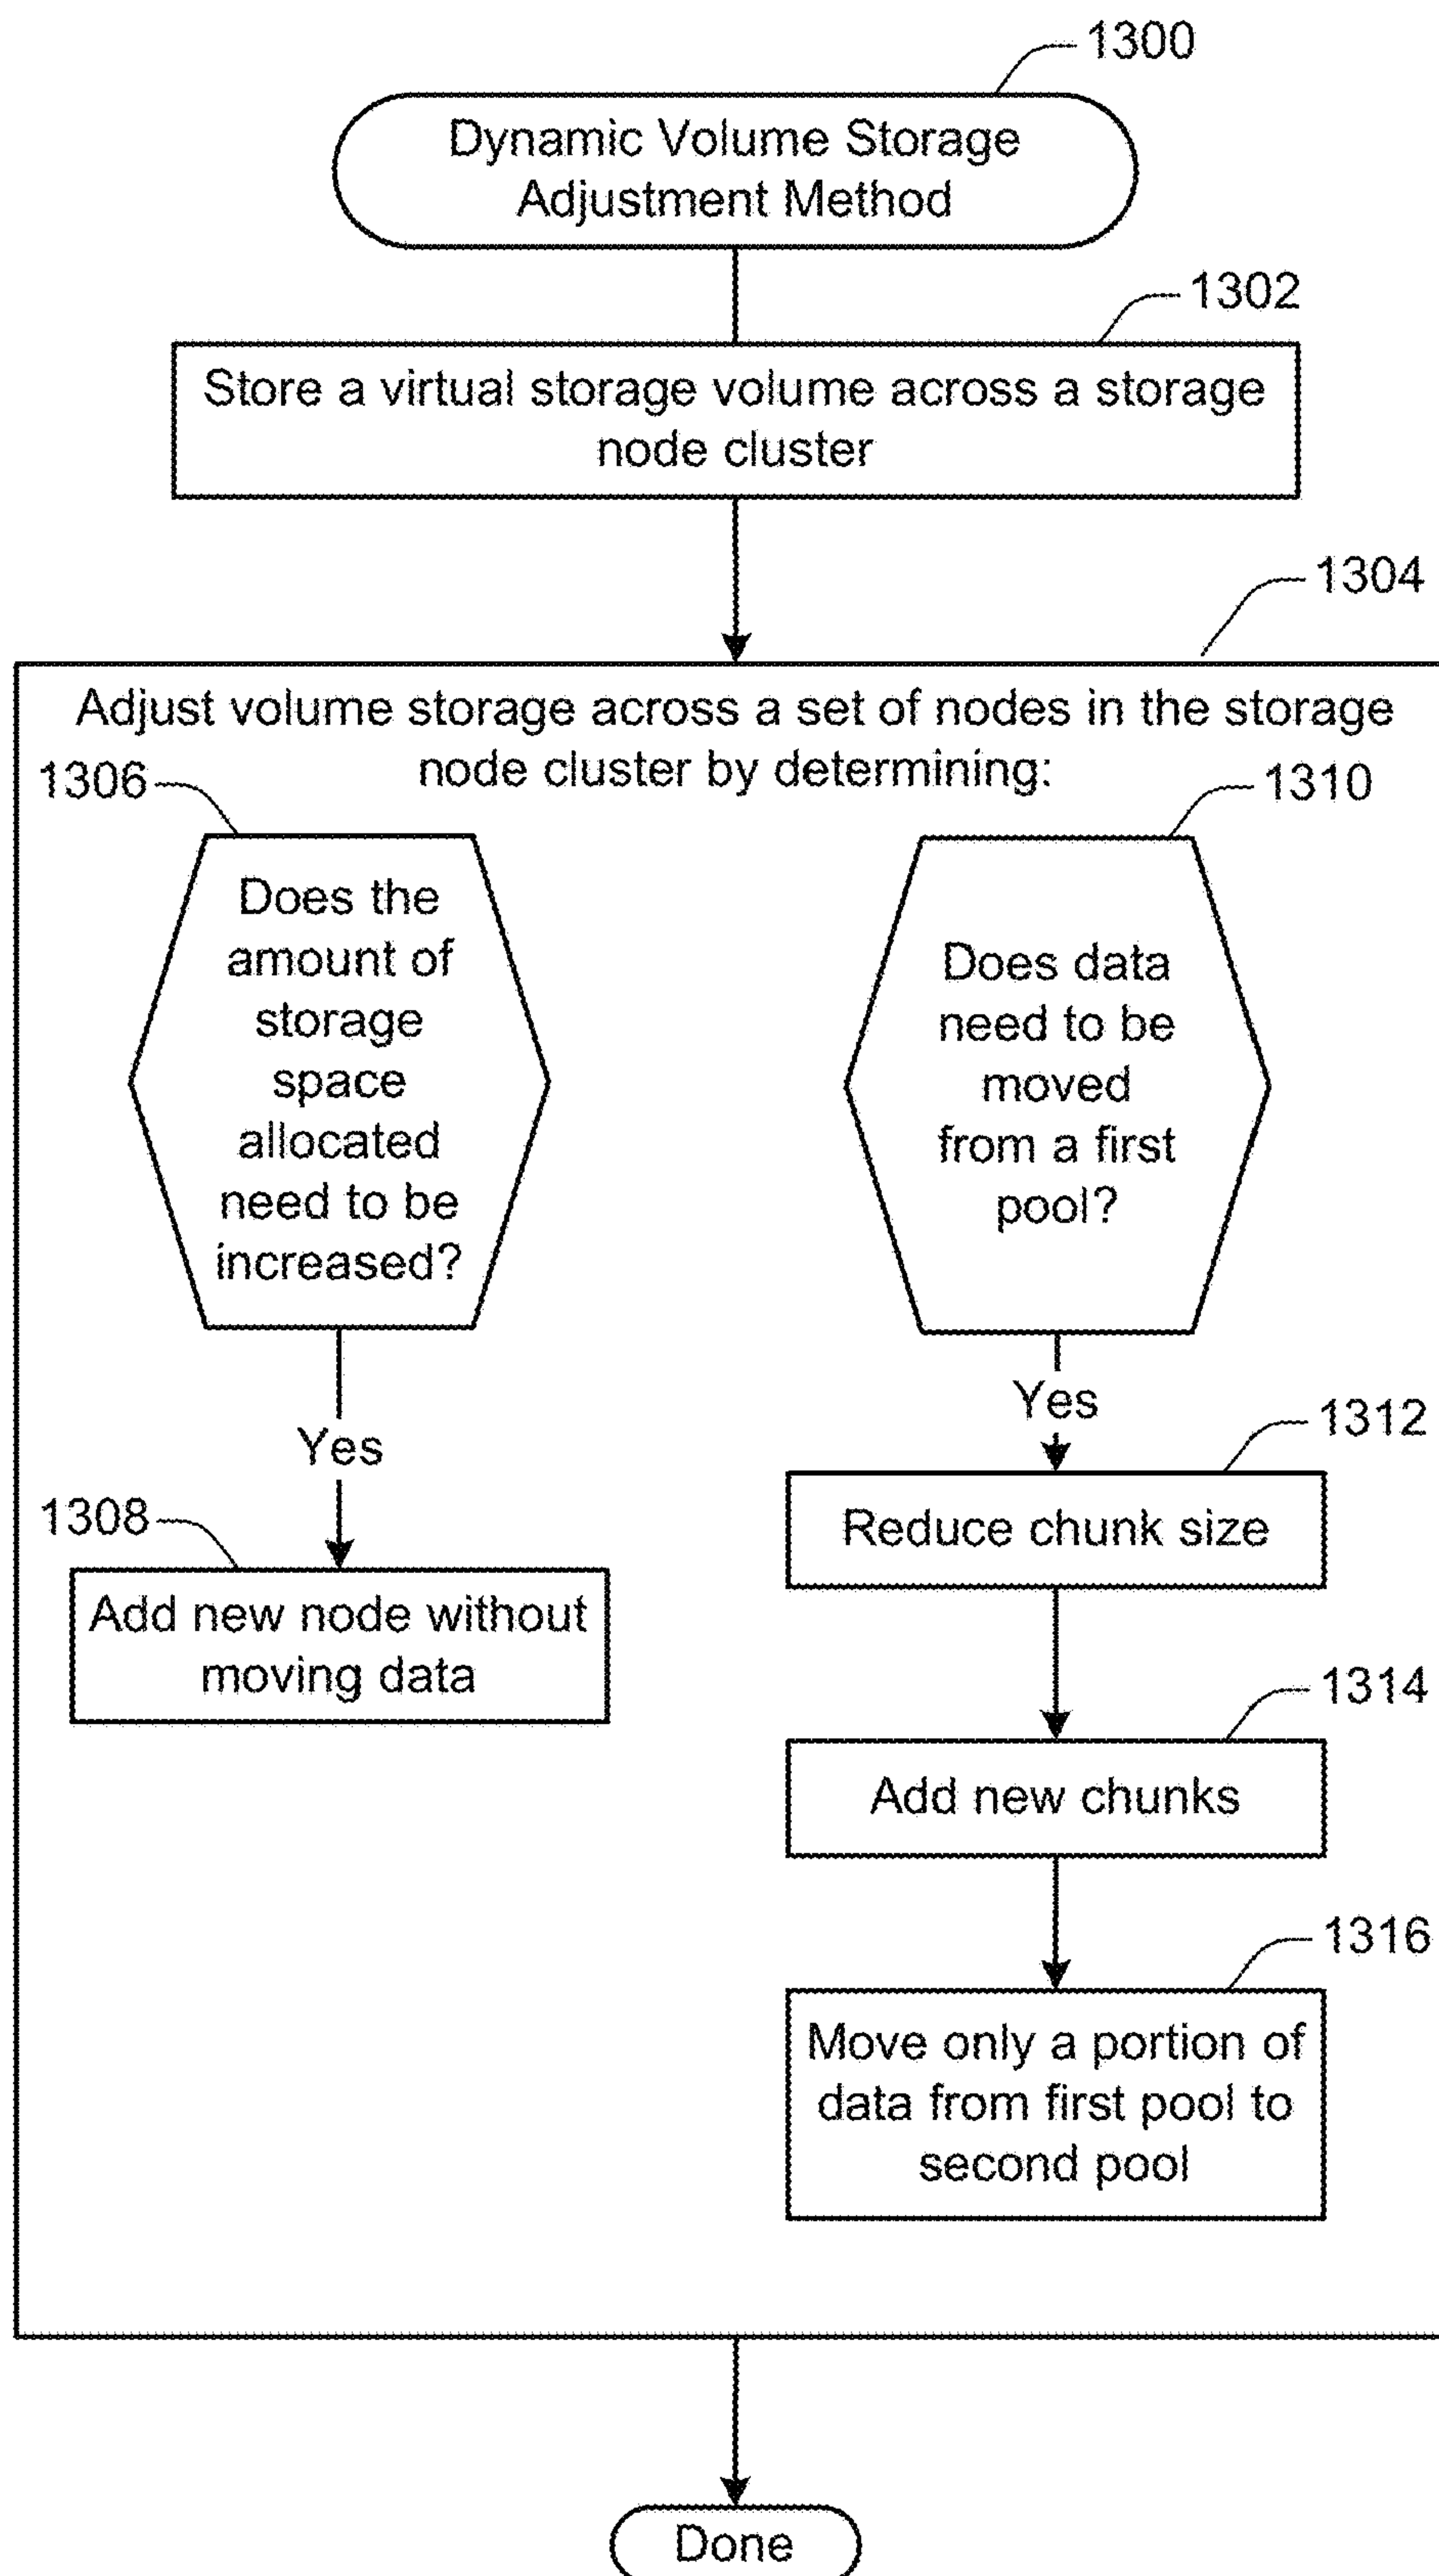 1300
Dynamic Volume Storage
Adjustment Method
1302
Store a virtual storage volume across a storage
node cluster
1304
Adjust volume storage across a set of nodes in the storage
node cluster by determining:
1306
1310
Does the
amount of
storage
space
allocated
need to be
increased?
Does data
need to be
moved
from a first
pool?
Yes
Yes
1308
Add new node without
moving data
1312
Reduce chunk size
1314
Add new chunks
1316
Move only a portion of
data from first pool to
second pool
Done